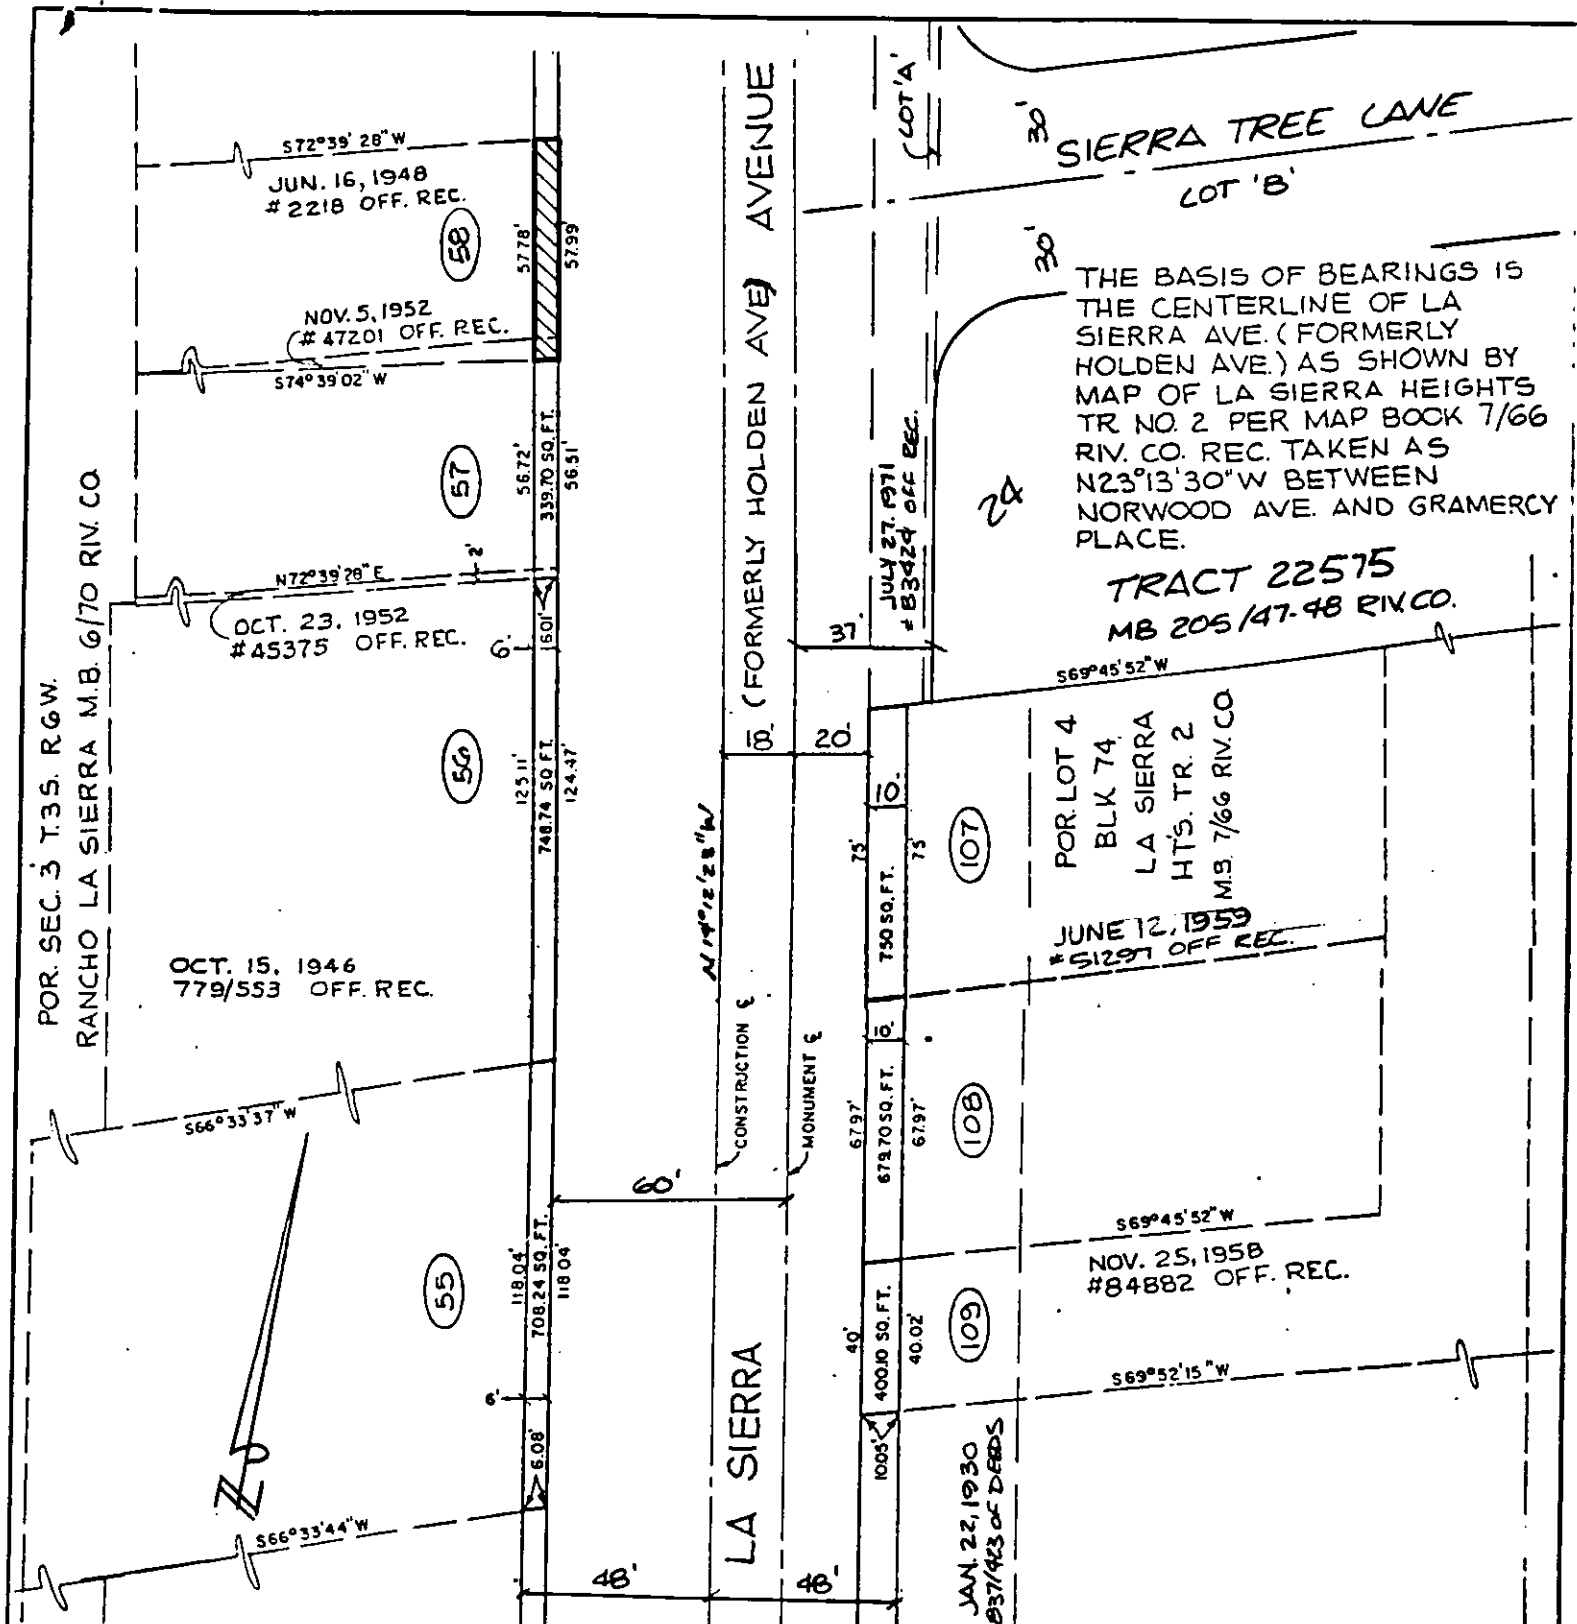 S72°39'28"W
JUN. 16, 1948
#2218 OFF. REC.
58
57.78'
57.99'
NOV. 5, 1952
#47201 OFF. REC.
S74°39'02"W
57
56.72'
339.70 SQ. FT.
56.51'
N72°39'28"E
2'
OCT. 23, 1952
#45375 OFF. REC.
6'
6.01'
56
125.11'
748.74 SQ FT.
124.47'
POR. SEC. 3 T.3S. R6W.
RANCHO LA SIERRA M.B. 6/70 RIV. CO
OCT. 15, 1946
779/553 OFF. REC.
S66°33'37"W
55
118.04'
708.24 SQ. FT.
118.04'
6'
6.08'
N
S66°33'44"W
LA SIERRA (FORMERLY HOLDEN AVE) AVENUE
18'
20'
37'
60'
48'
48'
CONSTRUCTION ℄
MONUMENT ℄
LOT 'A'
JULY 27, 1971
#83424 OFF REC.
30'
SIERRA TREE LANE
LOT 'B'
30'
THE BASIS OF BEARINGS IS
THE CENTERLINE OF LA
SIERRA AVE. (FORMERLY
HOLDEN AVE.) AS SHOWN BY
MAP OF LA SIERRA HEIGHTS
TR NO. 2 PER MAP BOOK 7/66
RIV. CO. REC. TAKEN AS
N23°13'30"W BETWEEN
NORWOOD AVE. AND GRAMERCY
PLACE.
24
TRACT 22575
MB 205/47-48 RIV. CO.
S69°45'52"W
POR. LOT 4
BLK 74
LA SIERRA
HTS. TR. 2
M.B. 7/66 RIV. CO
10'
75'
750 SQ. FT.
75'
107
JUNE 12, 1959
#51297 OFF REC.
10'
67.97'
679.70 SQ. FT.
67.97'
108
S69°45'52"W
NOV. 25, 1958
#84882 OFF. REC.
40'
400.10 SQ. FT.
40.02'
109
S69°52'15"W
10.05'
JAN. 22, 1930
837/423 OF DEEDS